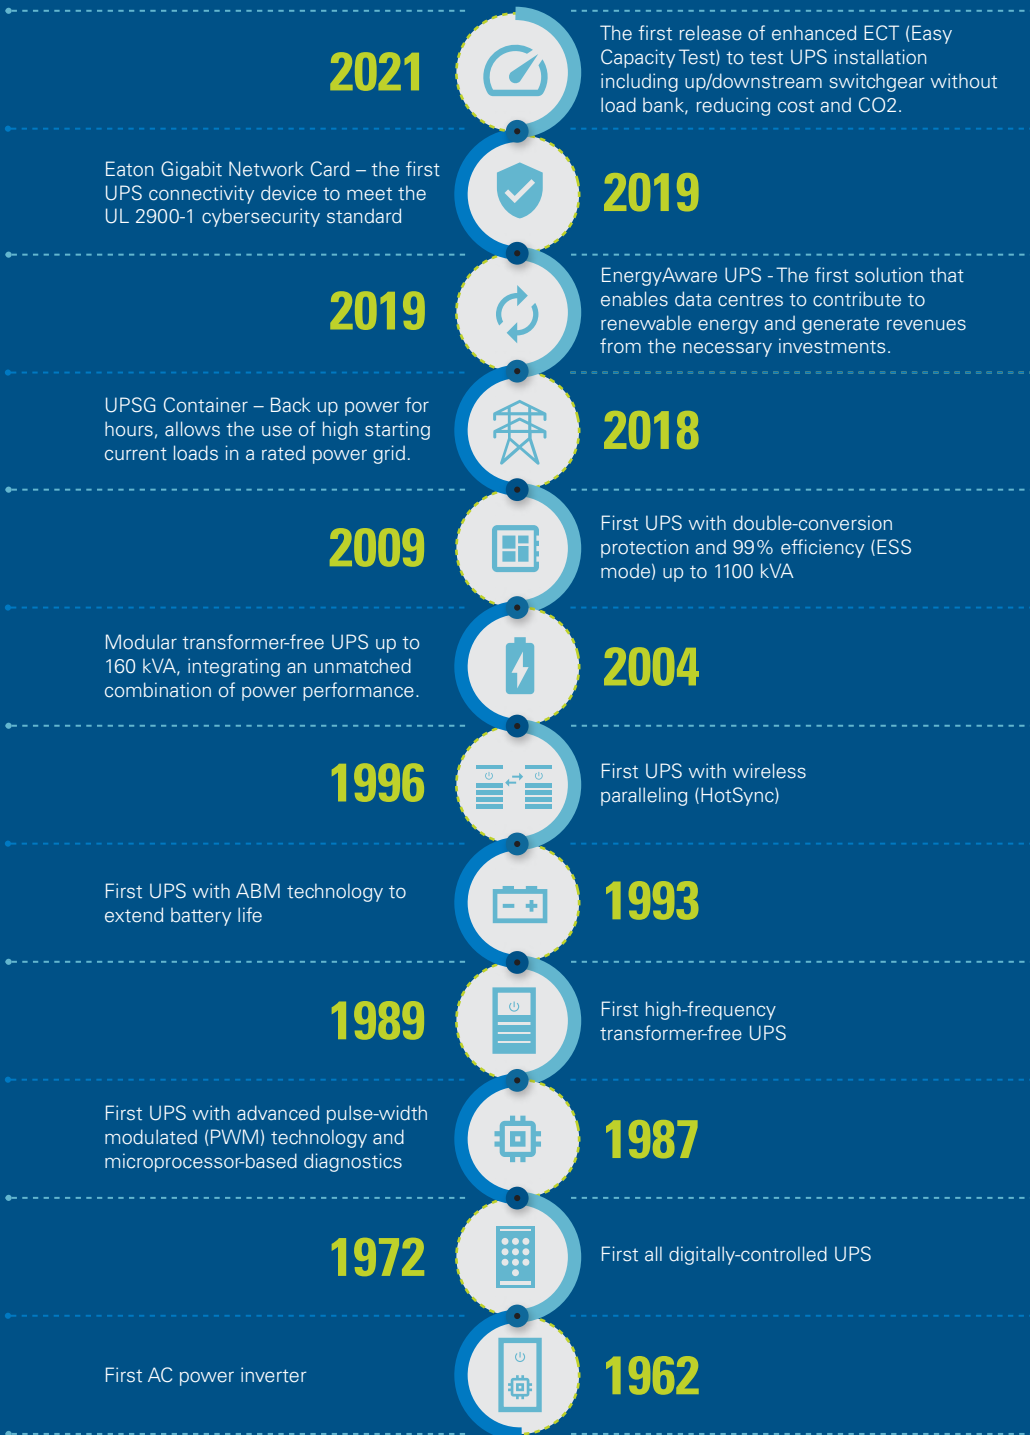 2021
The first release of enhanced ECT (Easy
Capacity Test) to test UPS installation
including up/downstream switchgear without
load bank, reducing cost and CO2.
Eaton Gigabit Network Card – the first
UPS connectivity device to meet the
UL 2900-1 cybersecurity standard
2019
2019
EnergyAware UPS - The first solution that
enables data centres to contribute to
renewable energy and generate revenues
from the necessary investments.
UPSG Container – Back up power for
hours, allows the use of high starting
current loads in a rated power grid.
2018
2009
First UPS with double-conversion
protection and 99% efficiency (ESS
mode) up to 1100 kVA
Modular transformer-free UPS up to
160 kVA, integrating an unmatched
combination of power performance.
2004
1996
First UPS with wireless
paralleling (HotSync)
First UPS with ABM technology to
extend battery life
1993
1989
First high-frequency
transformer-free UPS
First UPS with advanced pulse-width
modulated (PWM) technology and
microprocessor-based diagnostics
1987
1972
First all digitally-controlled UPS
First AC power inverter
1962